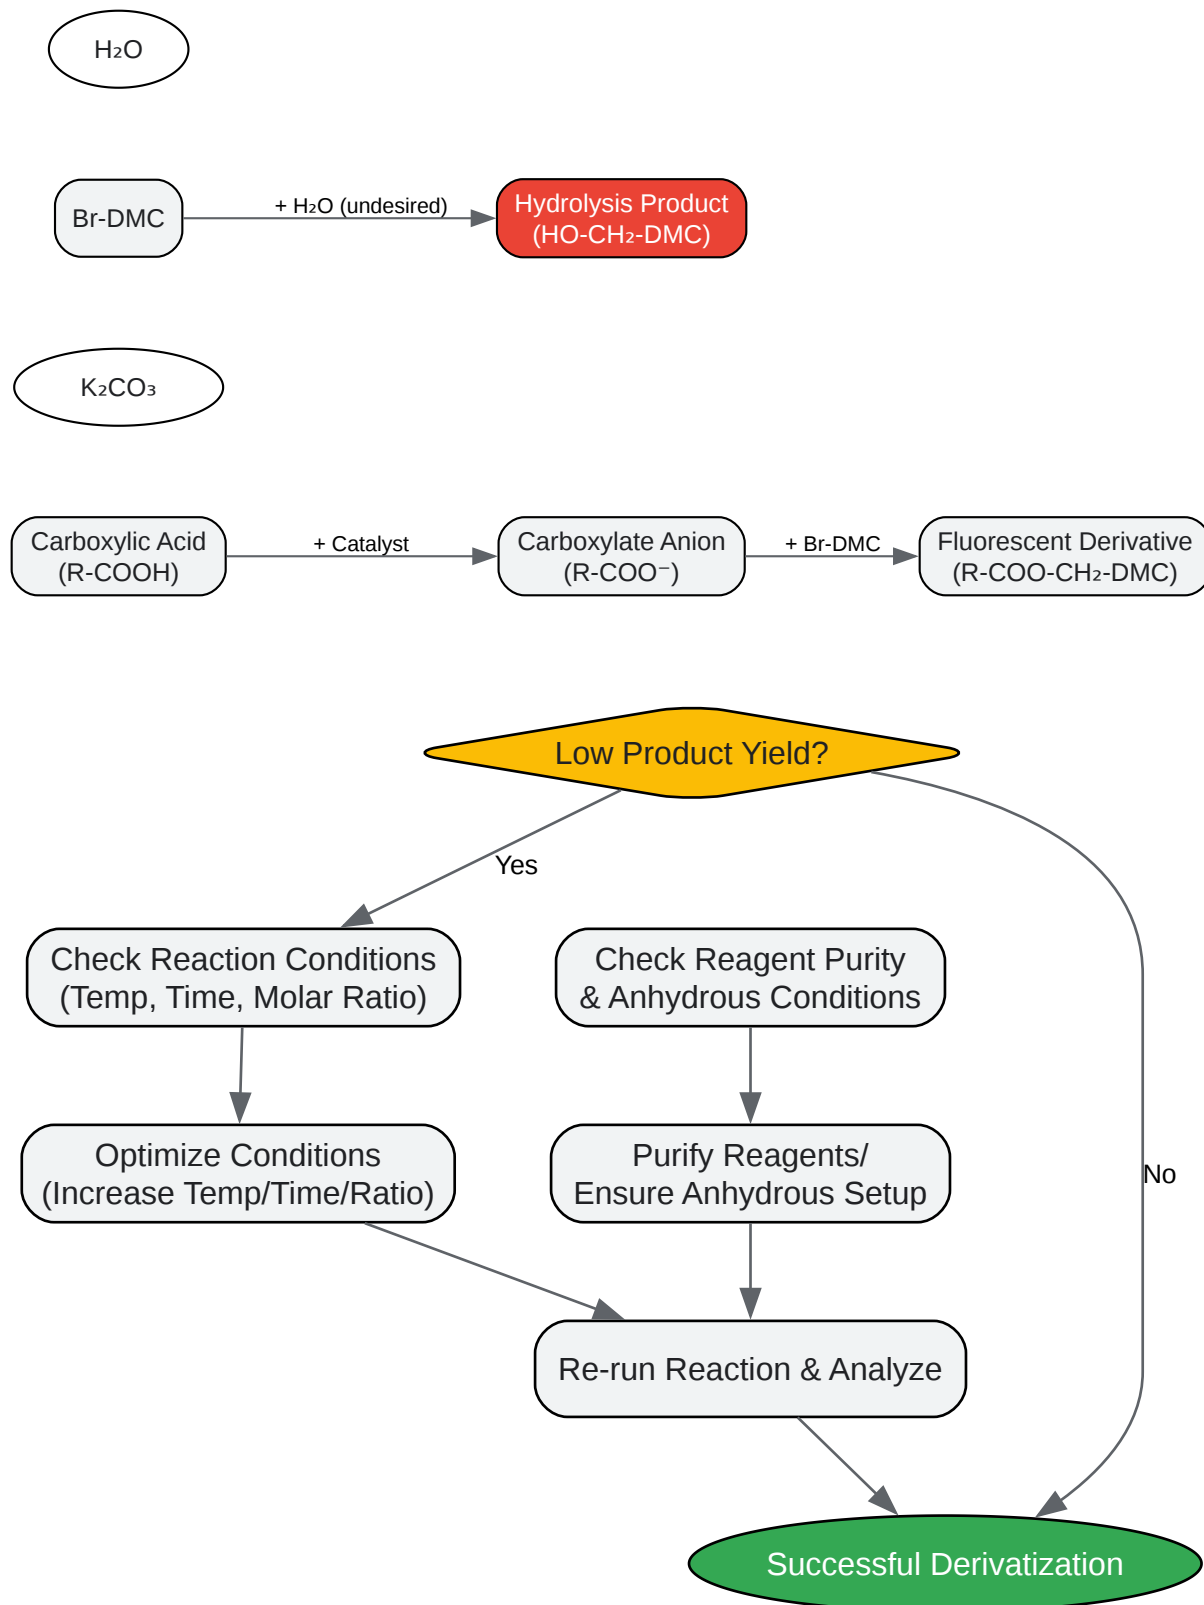 H₂O
Br-DMC
+ H₂O (undesired)
Hydrolysis Product
(HO-CH₂-DMC)
K₂CO₃
Carboxylic Acid
(R-COOH)
+ Catalyst
Carboxylate Anion
(R-COO⁻)
+ Br-DMC
Fluorescent Derivative
(R-COO-CH₂-DMC)
Low Product Yield?
Yes
Check Reaction Conditions
(Temp, Time, Molar Ratio)
Check Reagent Purity
& Anhydrous Conditions
Optimize Conditions
(Increase Temp/Time/Ratio)
Purify Reagents/
Ensure Anhydrous Setup
No
Re-run Reaction & Analyze
Successful Derivatization